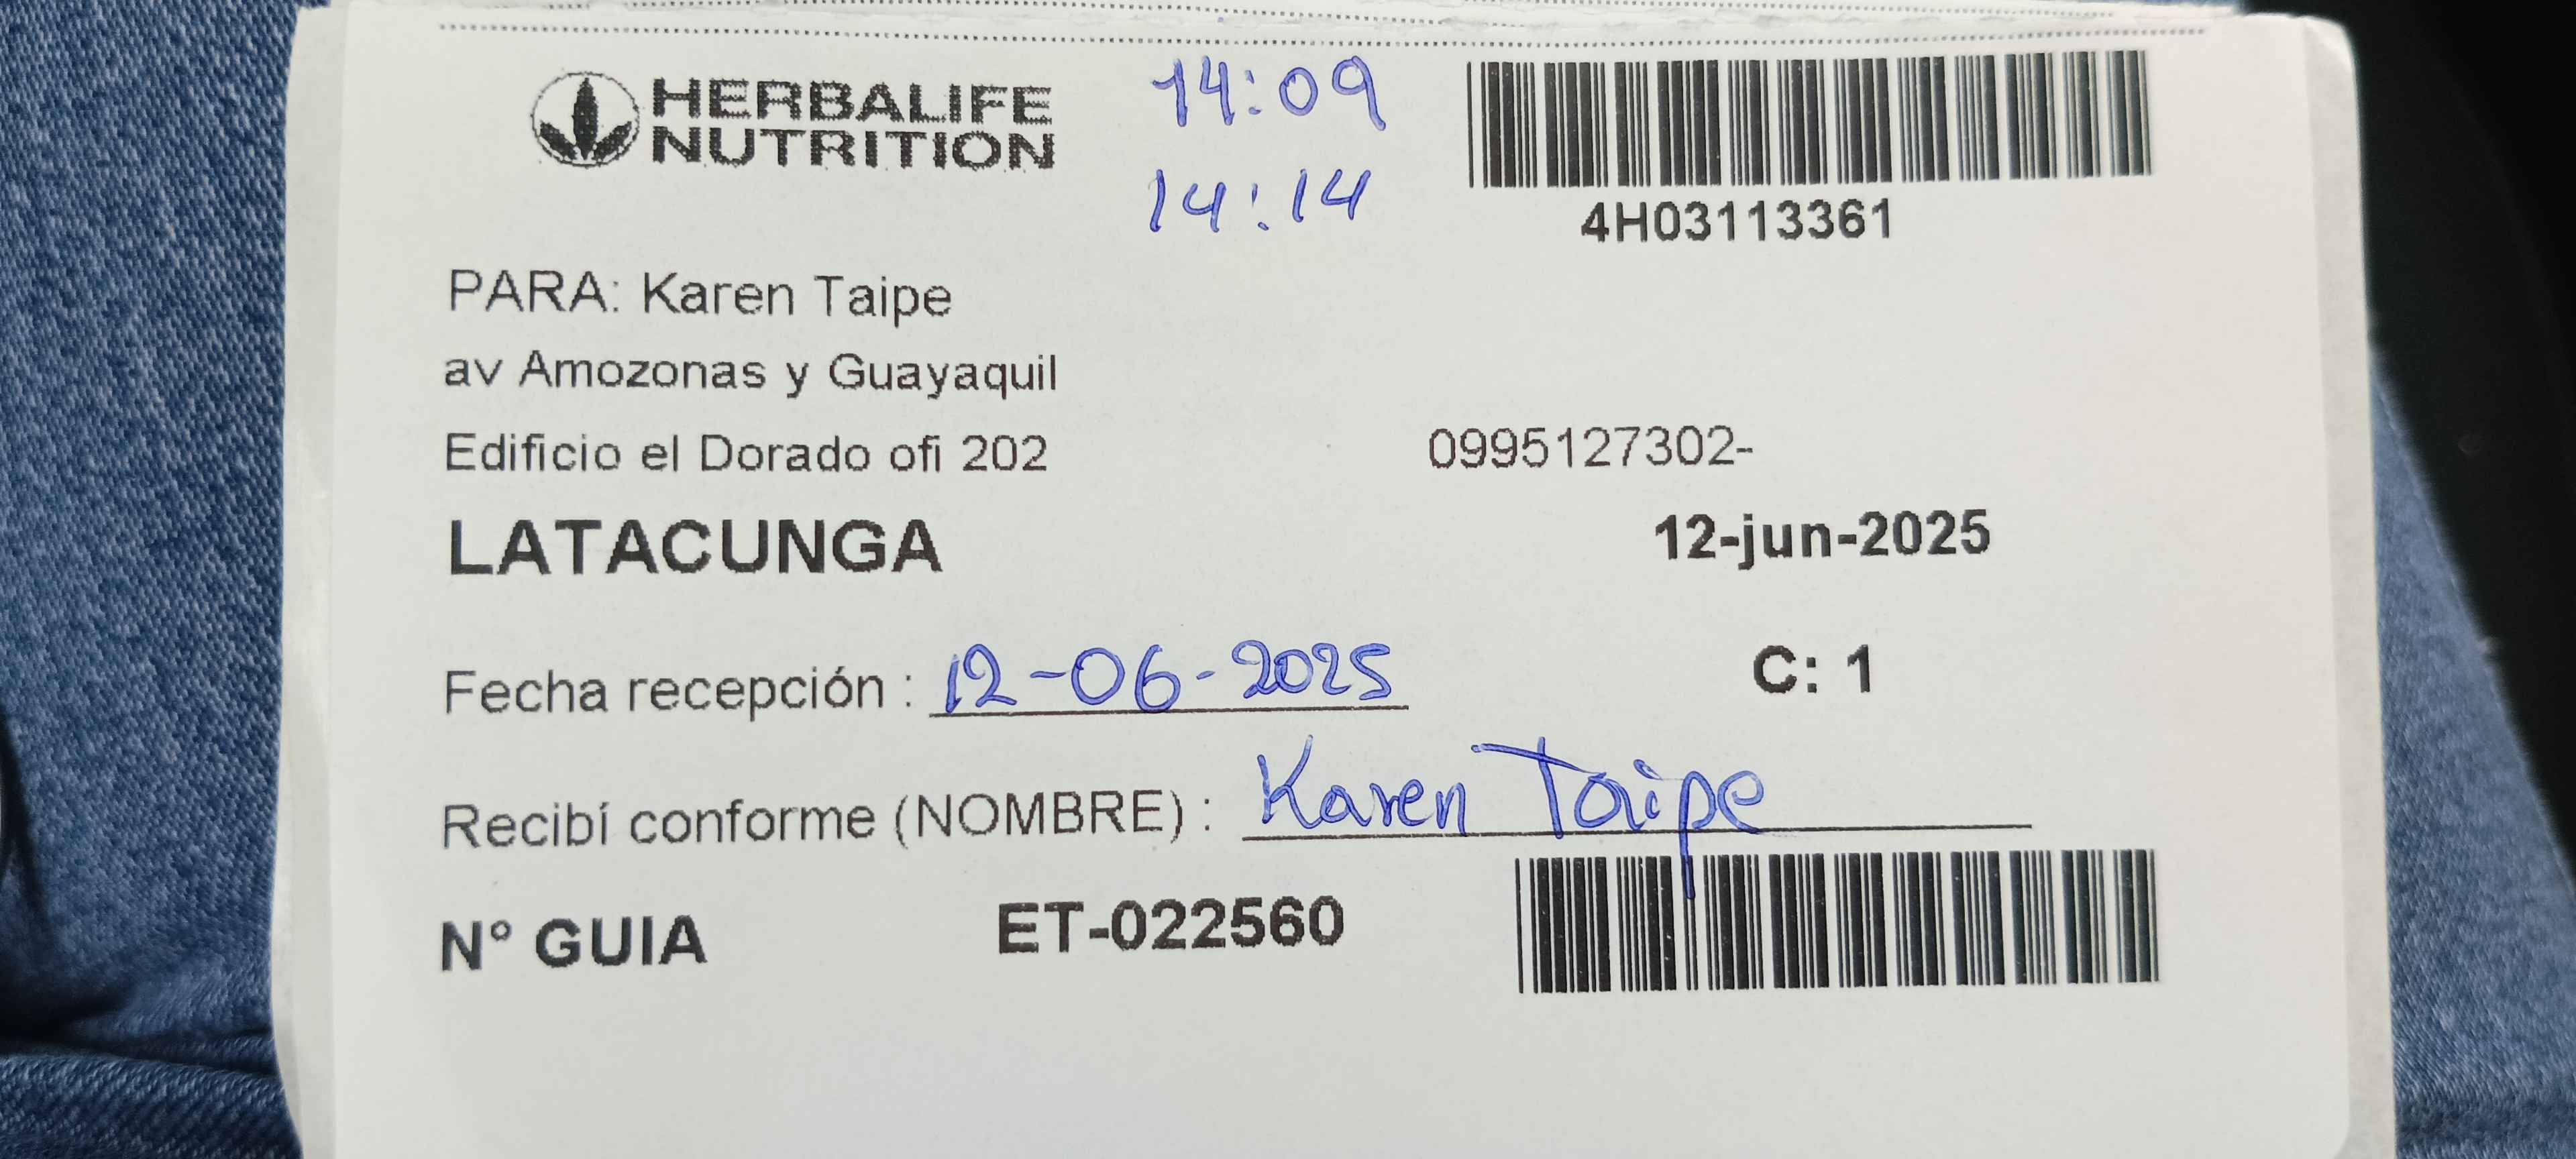 HERBALIFE
NUTRITION
14:09
14:14
4H03113361
PARA: Karen Taipe
av Amozonas y Guayaquil
Edificio el Dorado ofi 202
0995127302-
LATACUNGA
12-jun-2025
Fecha recepción : 12-06-2025
C: 1
Recibí conforme (NOMBRE) : Karen Taipe
N° GUIA ET-022560